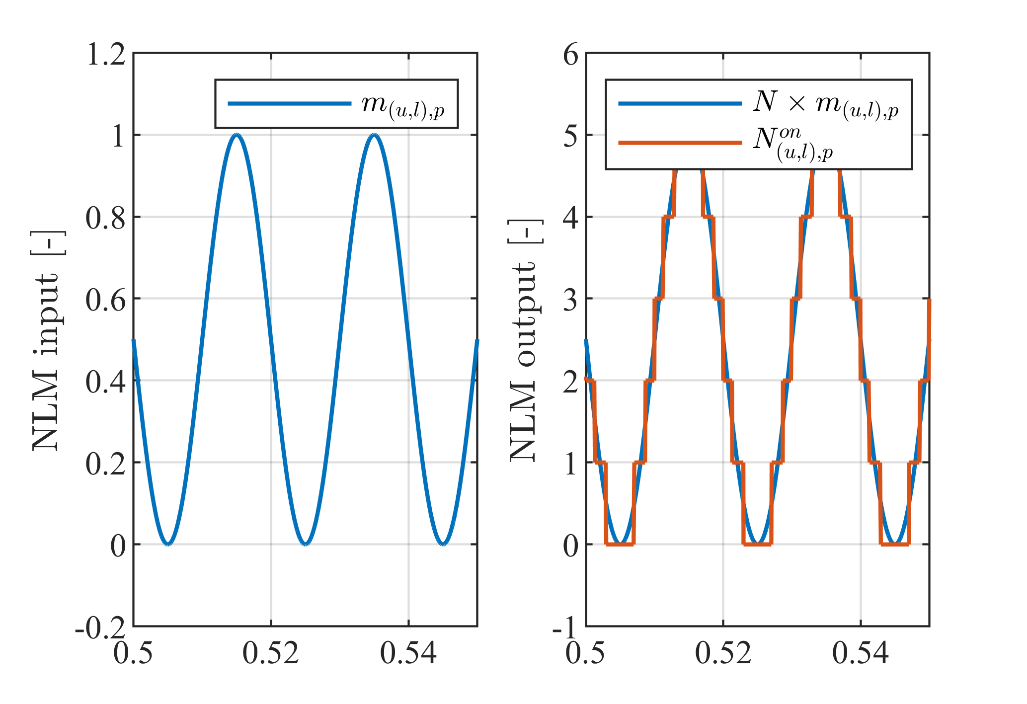 NLM input [-]
1.2
1
0.8
0.6
0.4
0.2
0
-0.2
0.5 0.52 0.54
m_{(u,l),p}
NLM output [-]
6
5
4
3
2
1
0
-1
0.5 0.52 0.54
N × m_{(u,l),p}
N^{on}_{(u,l),p}